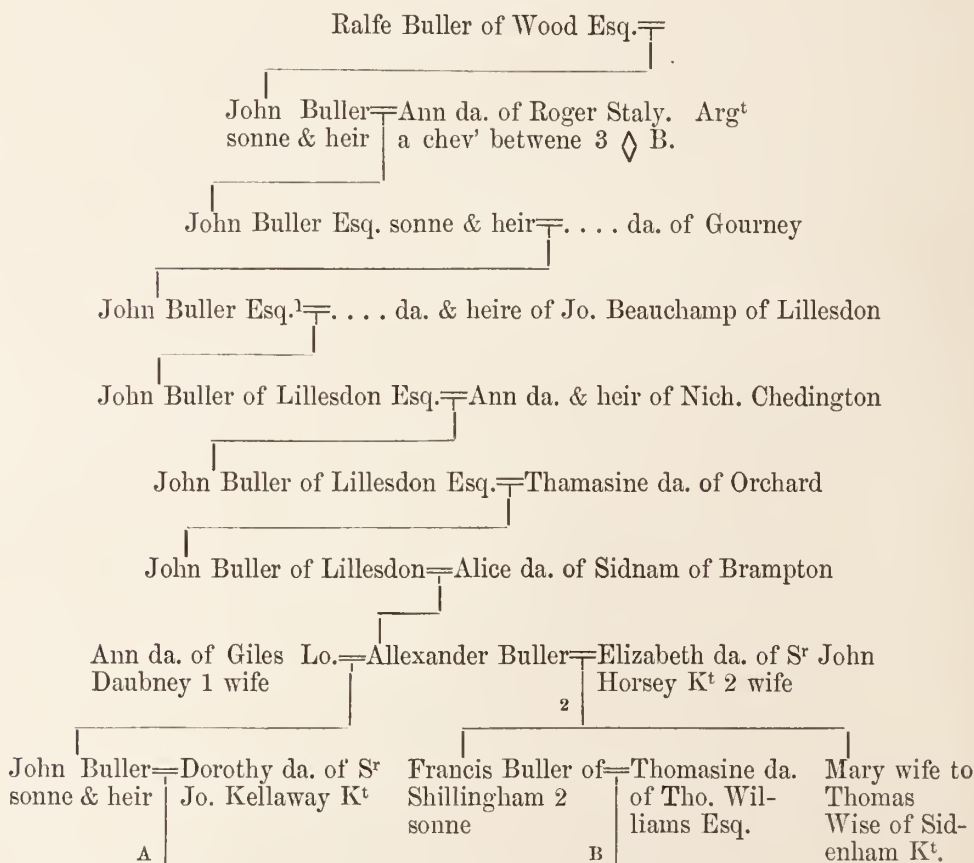 Ralfe Buller of Wood Esq.
John Buller Ann da. of Roger Staly. Argᵗ
sonne & heir a chev' betwene 3 ◊ B.
John Buller Esq. sonne & heir . . . . da. of Gourney
John Buller Esq.¹ . . . . da. & heire of Jo. Beauchamp of Lillesdon
John Buller of Lillesdon Esq. Ann da. & heir of Nich. Chedington
John Buller of Lillesdon Esq. Thamasine da. of Orchard
John Buller of Lillesdon Alice da. of Sidnam of Brampton
Ann da. of Giles Lo. Allexander Buller Elizabeth da. of Sʳ John
Daubney 1 wife Horsey Kᵗ 2 wife
2
John Buller Dorothy da. of Sʳ Francis Buller of Thomasine da. Mary wife to
sonne & heir Jo. Kellaway Kᵗ Shillingham 2 of Tho. Wil- Thomas
sonne liams Esq. Wise of Sid-
A B enham Kᵗ.